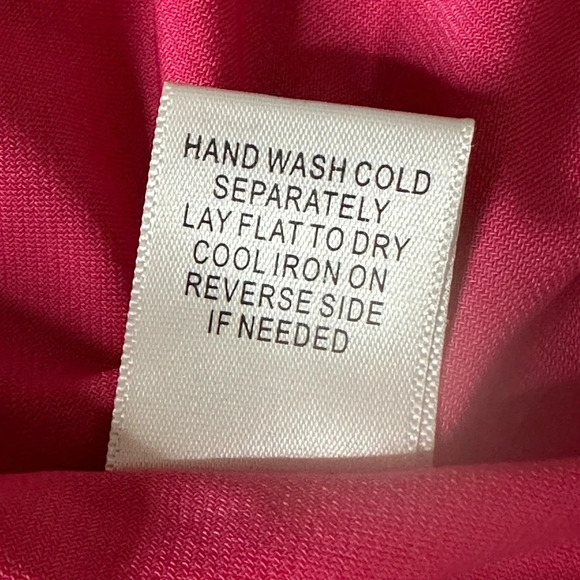 HAND WASH COLD
SEPARATELY
LAY FLAT TO DRY
COOL IRON ON
REVERSE SIDE
IF NEEDED